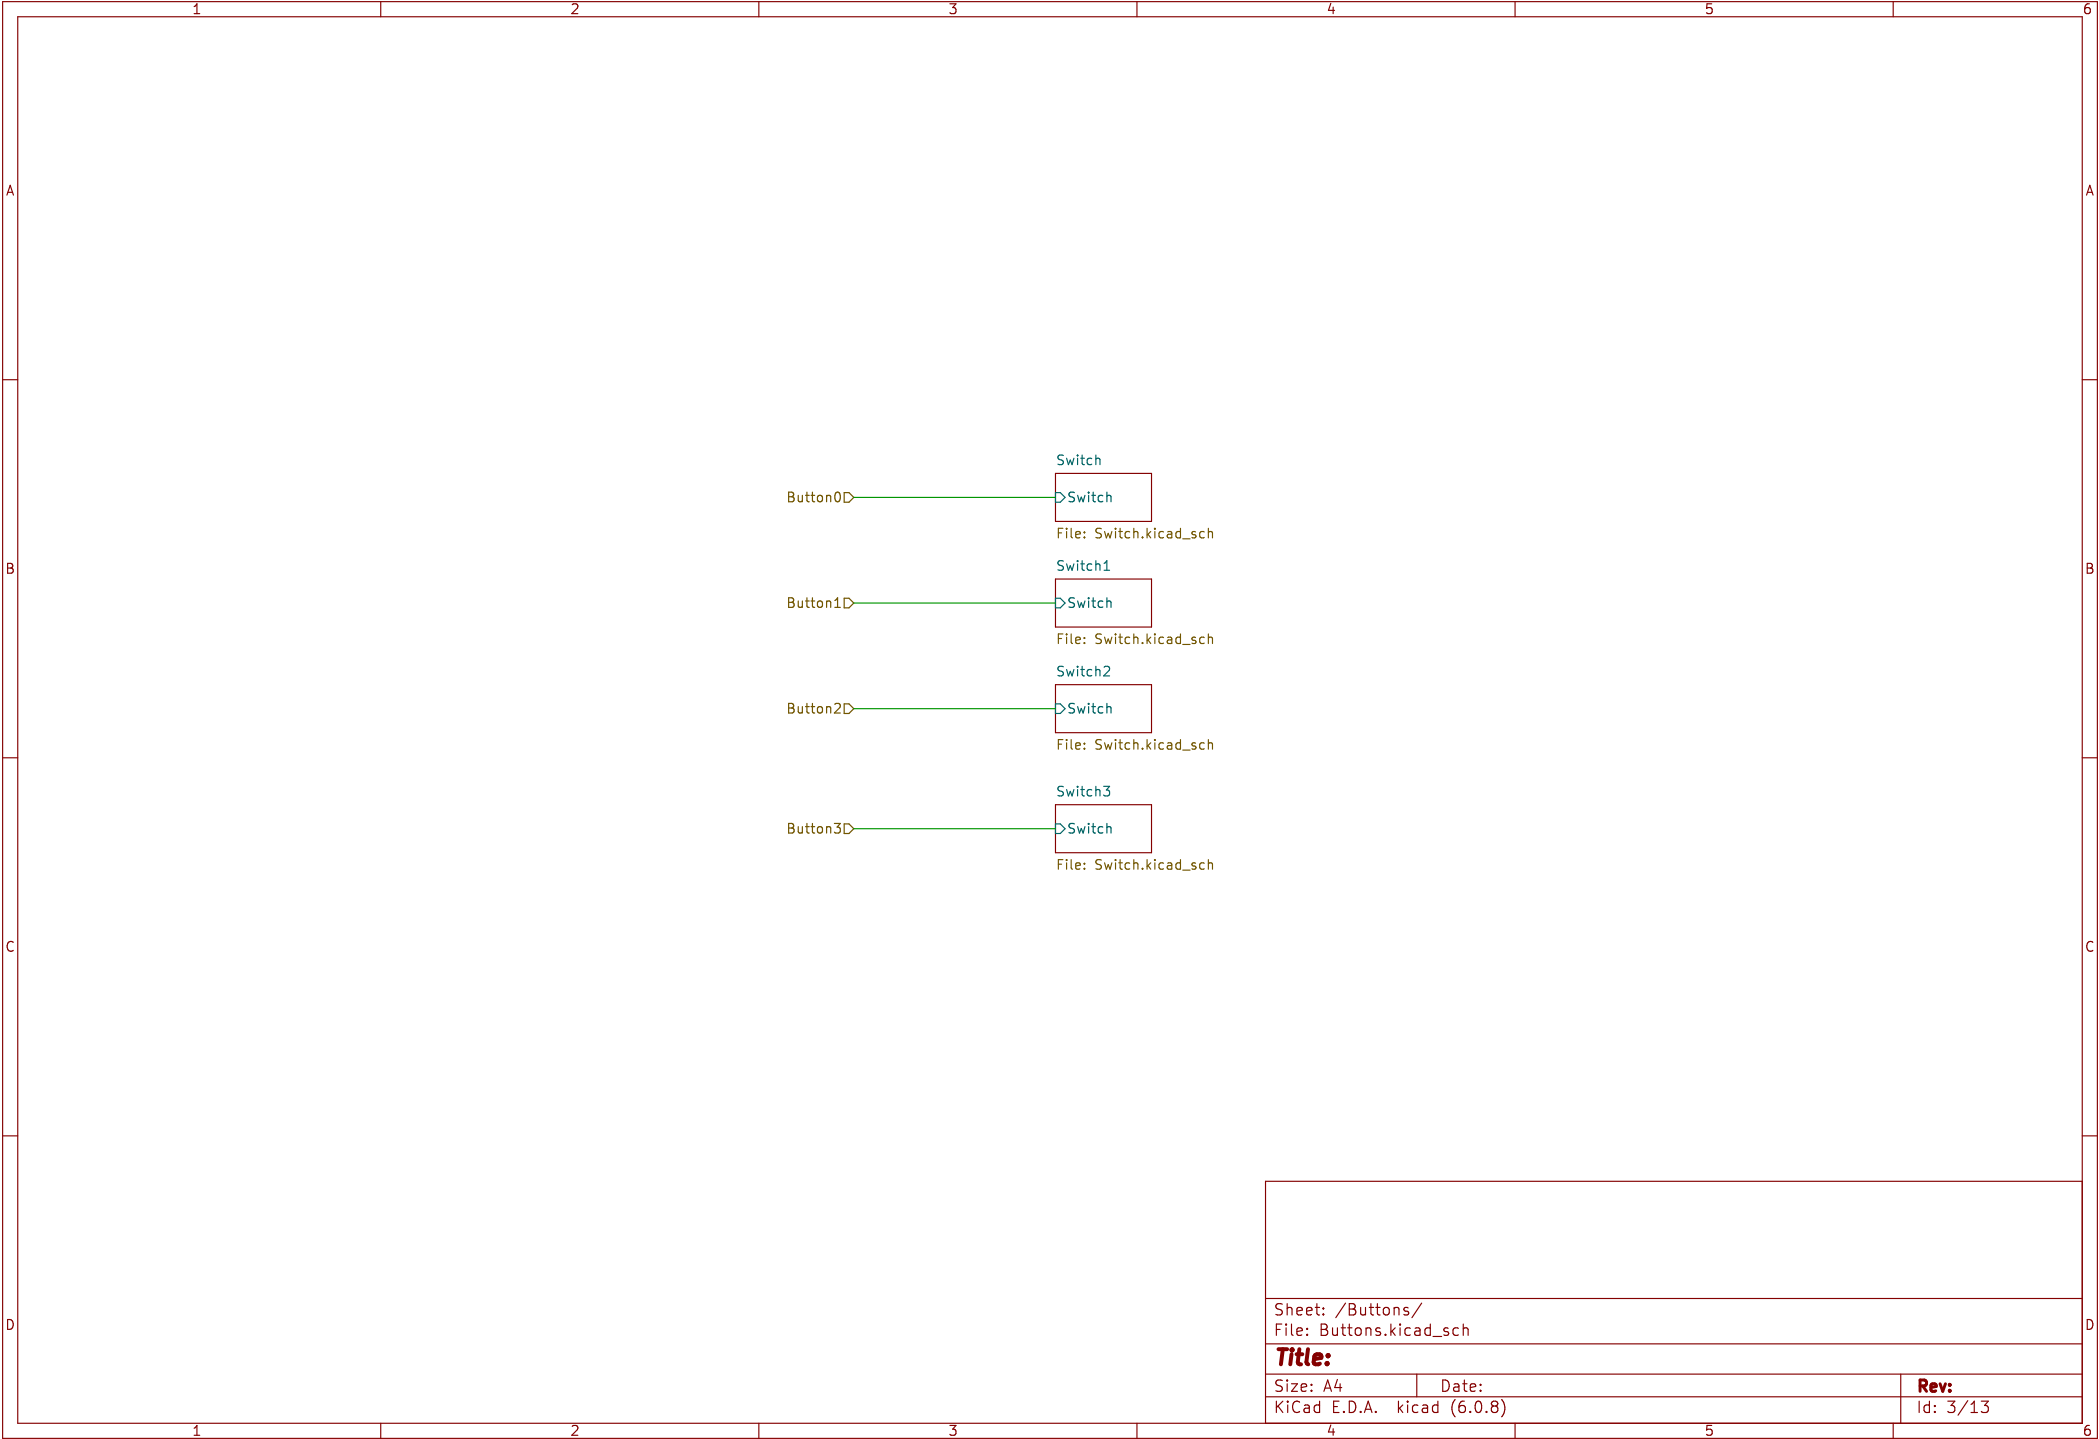 1 2 3 4 5 6
A A
Switch
Button0 Switch
File: Switch.kicad_sch
Switch1
B B
Button1 Switch
File: Switch.kicad_sch
Switch2
Button2 Switch
File: Switch.kicad_sch
Switch3
Button3 Switch
File: Switch.kicad_sch
C C
Sheet: /Buttons/
D D
File: Buttons.kicad_sch
Title:
Size: A4 Date: Rev:
KiCad E.D.A. kicad (6.0.8) Id: 3/13
1 2 3 4 5 6